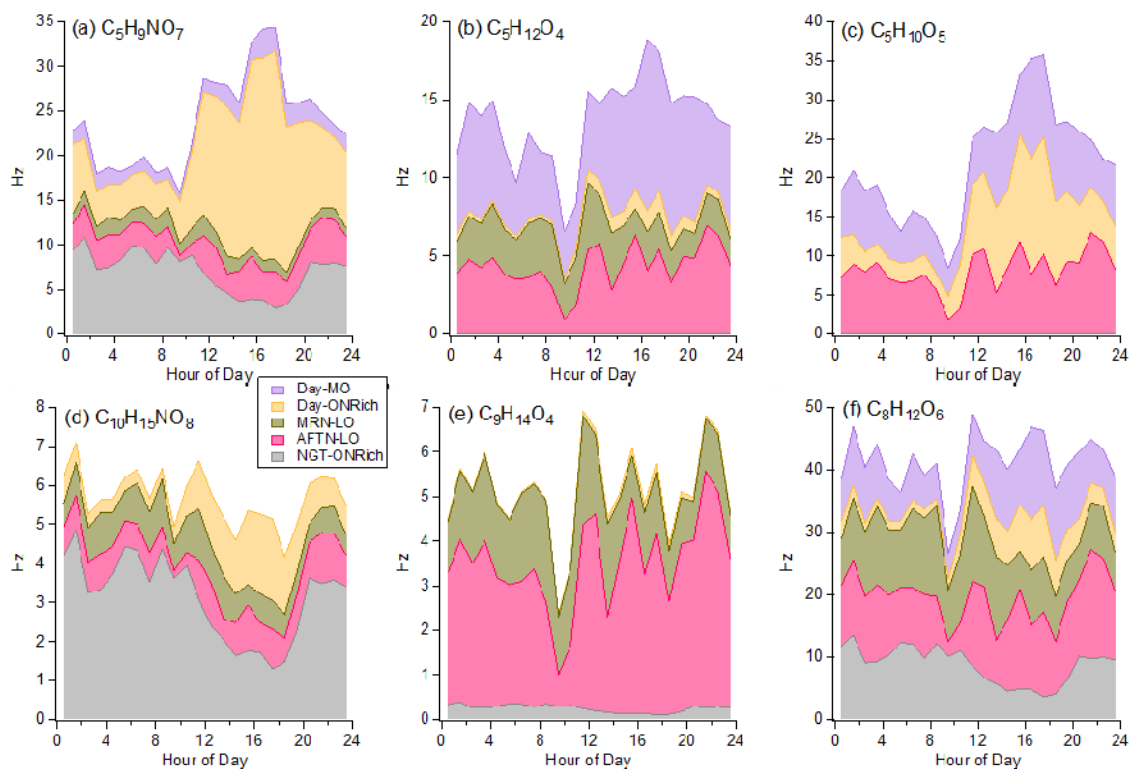 (a) C₅H₉NO₇
(b) C₅H₁₂O₄
(c) C₅H₁₀O₅
35
30
25
20
15
10
5
0
Hz
0 4 8 12 16 20 24
Hour of Day
20
15
10
5
0
Hz
0 4 8 12 16 20 24
Hour of Day
40
35
30
25
20
15
10
5
0
Hz
0 4 8 12 16 20 24
Hour of Day
Day-MO
Day-ONRich
MRN-LO
AFTN-LO
NGT-ONRich
(d) C₁₀H₁₅NO₈
(e) C₉H₁₄O₄
(f) C₈H₁₂O₆
8
7
6
5
4
3
2
1
0
Hz
0 4 8 12 16 20 24
Hour of Day
7
6
5
4
3
2
1
0
Hz
0 4 8 12 16 20 24
Hour of Day
50
40
30
20
10
0
Hz
0 4 8 12 16 20 24
Hour of Day